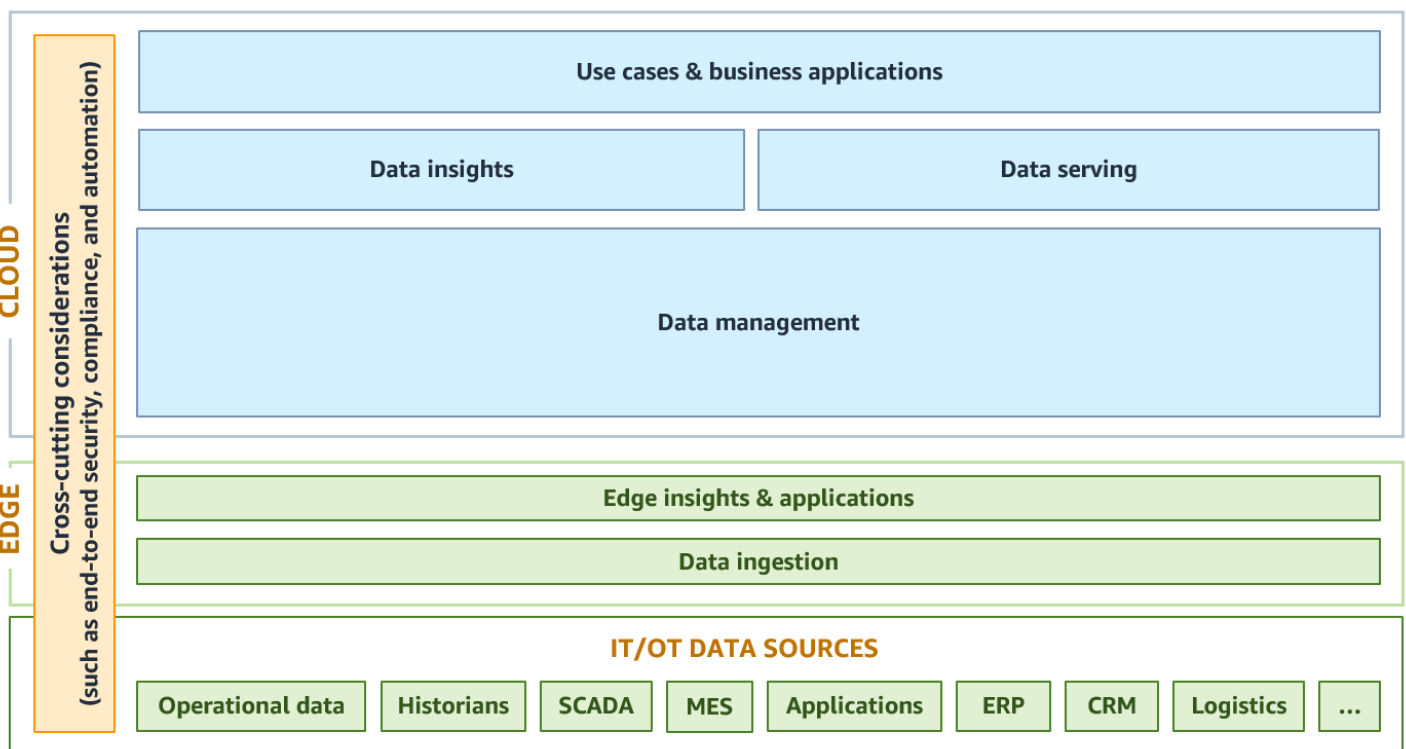 Use cases & business applications
Data insights
Data serving
Data management
CLOUD
Cross-cutting considerations
(such as end-to-end security, compliance, and automation)
EDGE
Edge insights & applications
Data ingestion
IT/OT DATA SOURCES
Operational data
Historians
SCADA
MES
Applications
ERP
CRM
Logistics
...